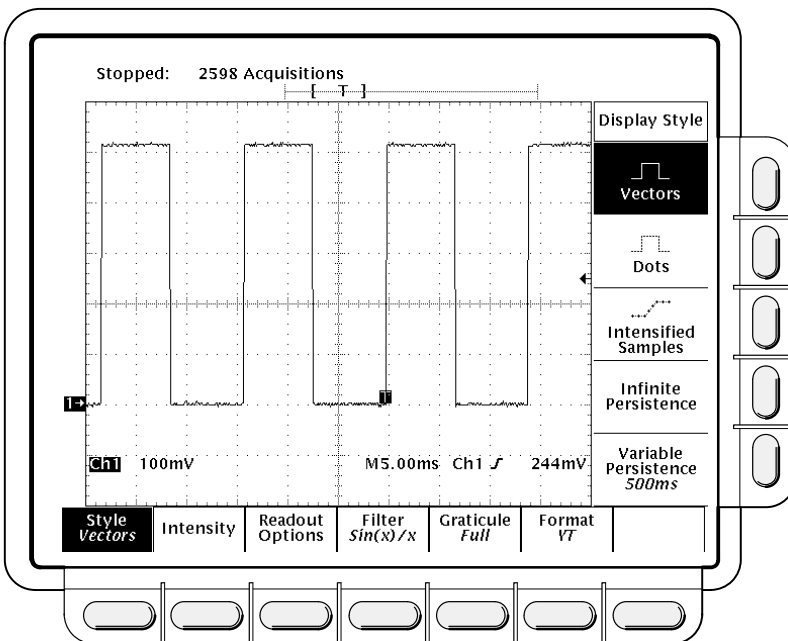 Stopped: 2598 Acquisitions
[ T ]
Display Style
Vectors
Dots
Intensified
Samples
Infinite
Persistence
Variable
Persistence
500ms
1→
T
Ch1 100mV M5.00ms Ch1 244mV
Style
Vectors
Intensity
Readout
Options
Filter
Sin(x)/x
Graticule
Full
Format
YT